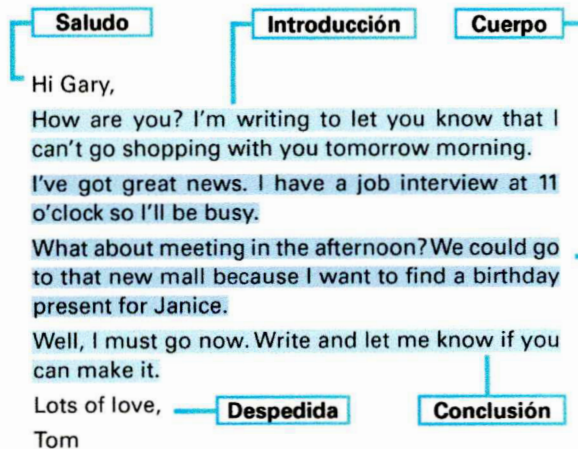 Saludo Introducción Cuerpo
Hi Gary,
How are you? I'm writing to let you know that I
can't go shopping with you tomorrow morning.
I've got great news. I have a job interview at 11
o'clock so I'll be busy.
What about meeting in the afternoon? We could go
to that new mall because I want to find a birthday
present for Janice.
Well, I must go now. Write and let me know if you
can make it.
Lots of love, Despedida Conclusión
Tom